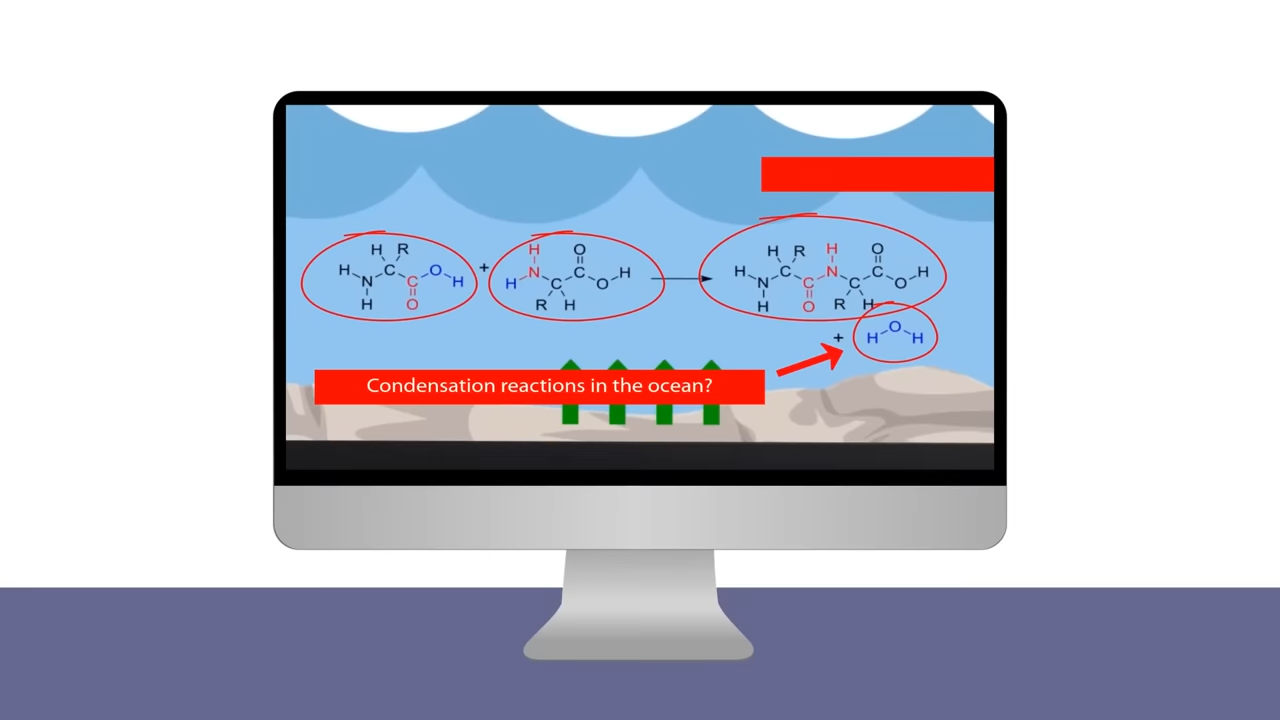 H R H O O
H N C C O H + H N C C O H → H N C C N C C O H
H O R H H O R H
+ H O H
Condensation reactions in the ocean?